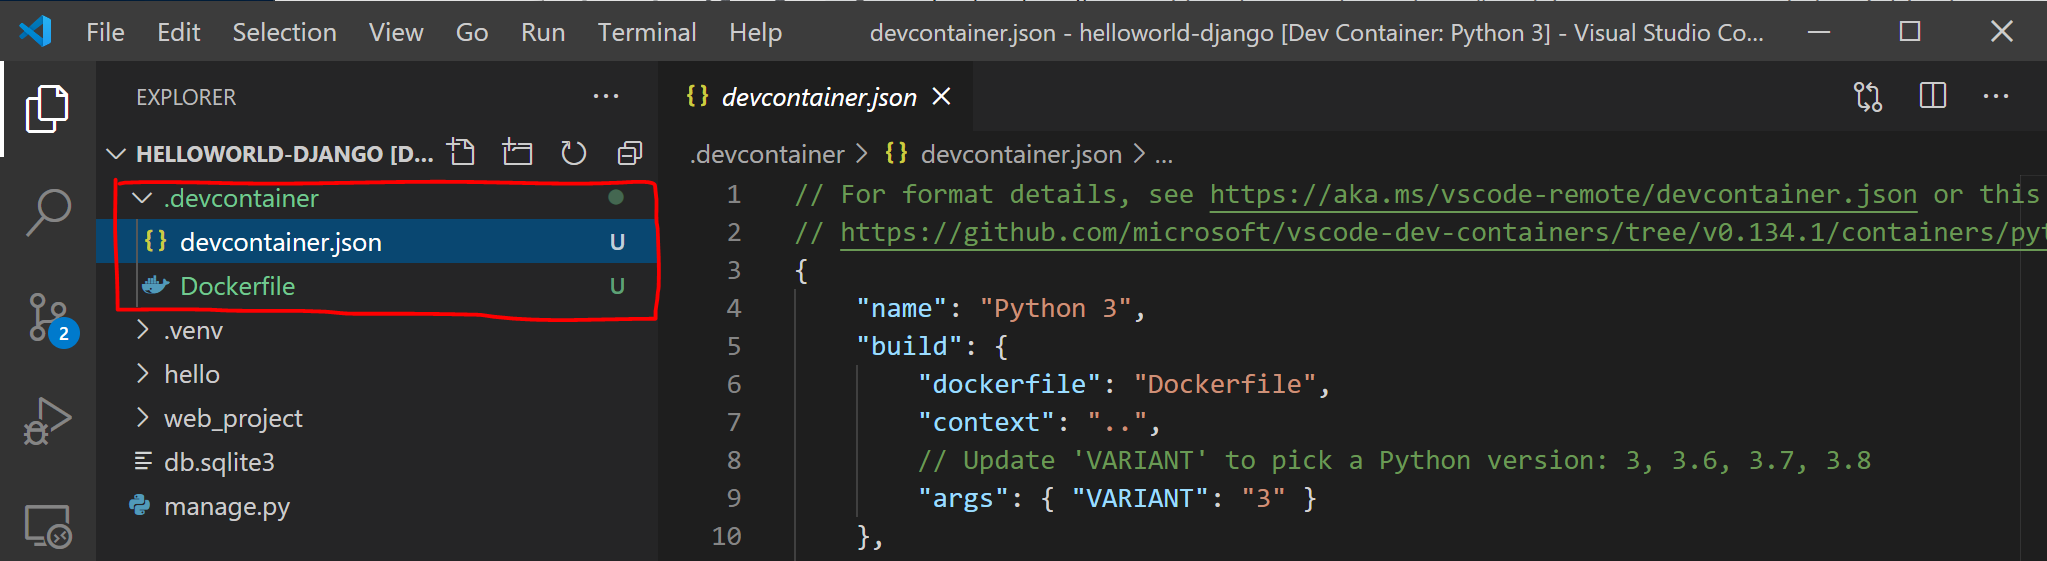 File Edit Selection View Go Run Terminal Help devcontainer.json - helloworld-django [Dev Container: Python 3] - Visual Studio Co...
EXPLORER
HELLOWORLD-DJANGO [D...
.devcontainer
{} devcontainer.json U
Dockerfile U
.venv
hello
web_project
db.sqlite3
manage.py
2
{} devcontainer.json
.devcontainer > {} devcontainer.json > ...
1 // For format details, see https://aka.ms/vscode-remote/devcontainer.json or this
2 // https://github.com/microsoft/vscode-dev-containers/tree/v0.134.1/containers/pyt
3 {
4 "name": "Python 3",
5 "build": {
6 "dockerfile": "Dockerfile",
7 "context": "..",
8 // Update 'VARIANT' to pick a Python version: 3, 3.6, 3.7, 3.8
9 "args": { "VARIANT": "3" }
10 },